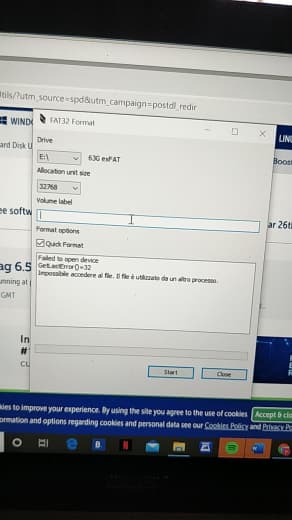 tils/?utm_source=spd&utm_campaign=postdl_redir
WIND
FAT32 Format
LIN
ard Disk U
Drive
E:\
63G exFAT
Boos
Allocation unit size
32768
Volume label
ee softw
ar 26t
Format options
Quick Format
ag 6.5
Failed to open device
GetLastError()=32
Impossibile accedere al file. Il file è utilizzato da un altro processo.
unning at
GMT
In
#
CL
Start
Close
kies to improve your experience. By using the site you agree to the use of cookies
Accept & clo
ormation and options regarding cookies and personal data see our Cookies Policy and Privacy Po